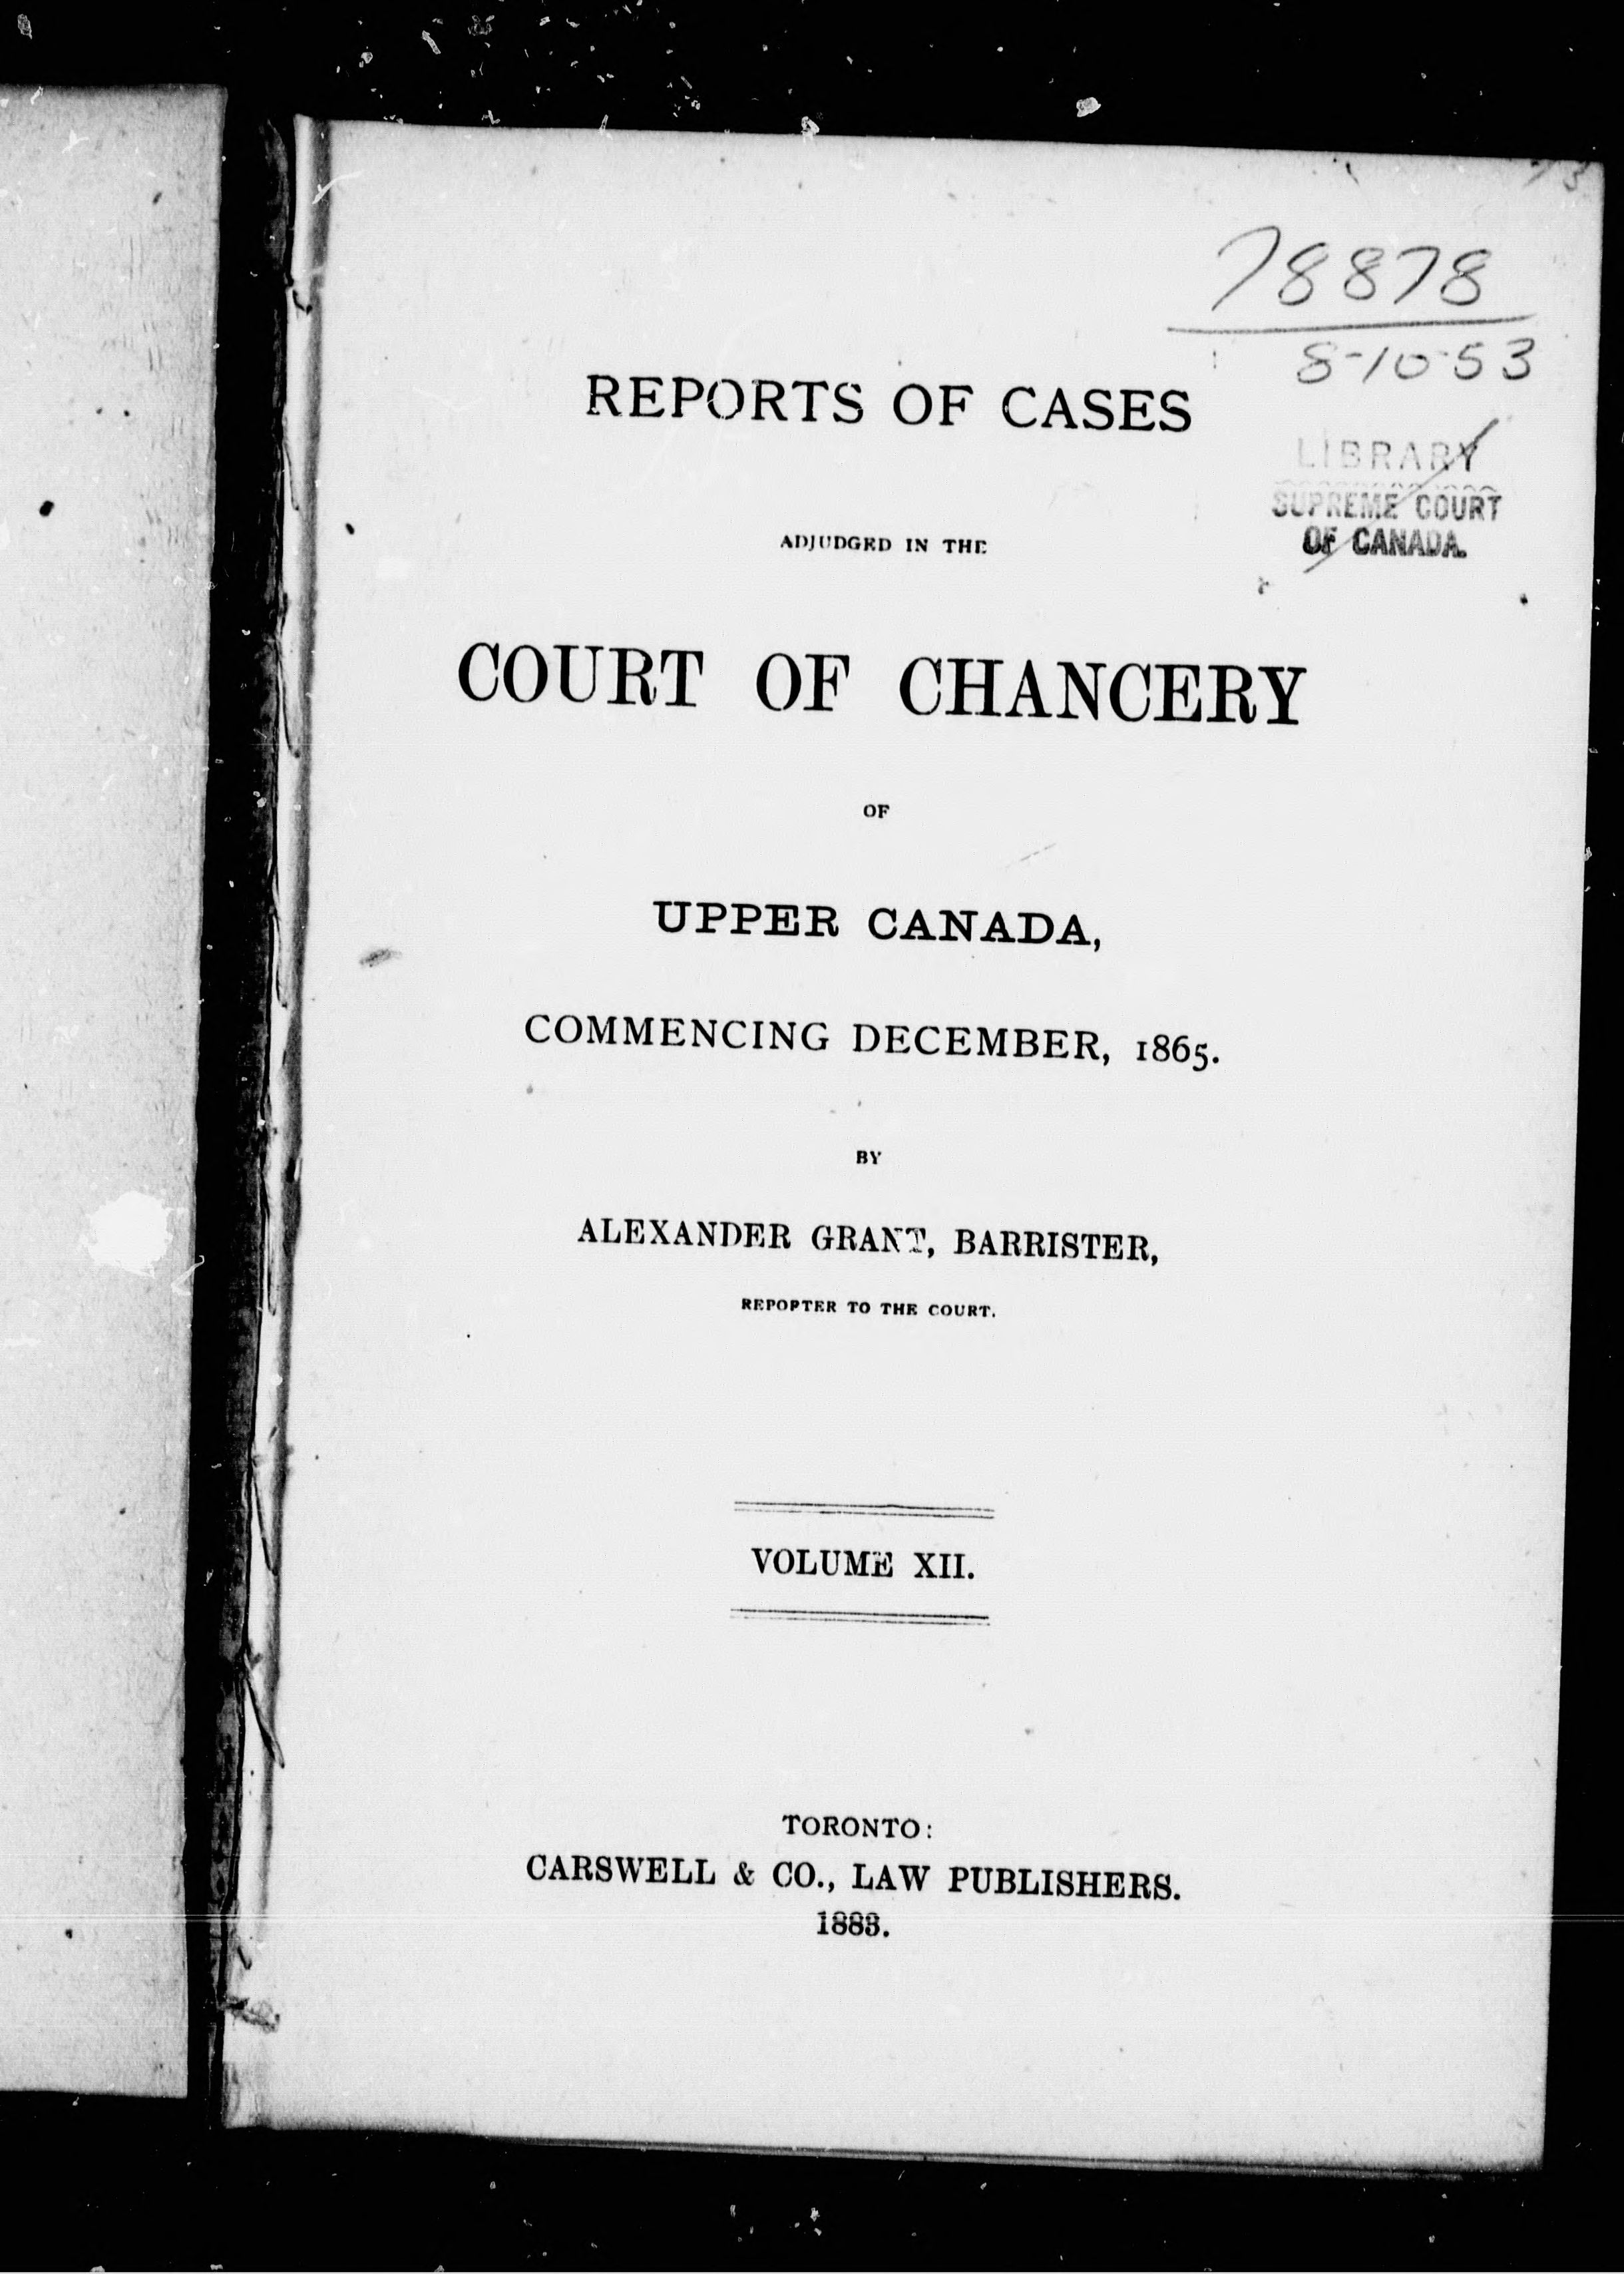 78878
8-10-53
LIBRARY
SUPREME COURT
OF CANADA.
REPORTS OF CASES
ADJUDGED IN THE
COURT OF CHANCERY
OF
UPPER CANADA,
COMMENCING DECEMBER, 1865.
BY
ALEXANDER GRANT, BARRISTER,
REPORTER TO THE COURT.
VOLUME XII.
TORONTO:
CARSWELL & CO., LAW PUBLISHERS.
1883.